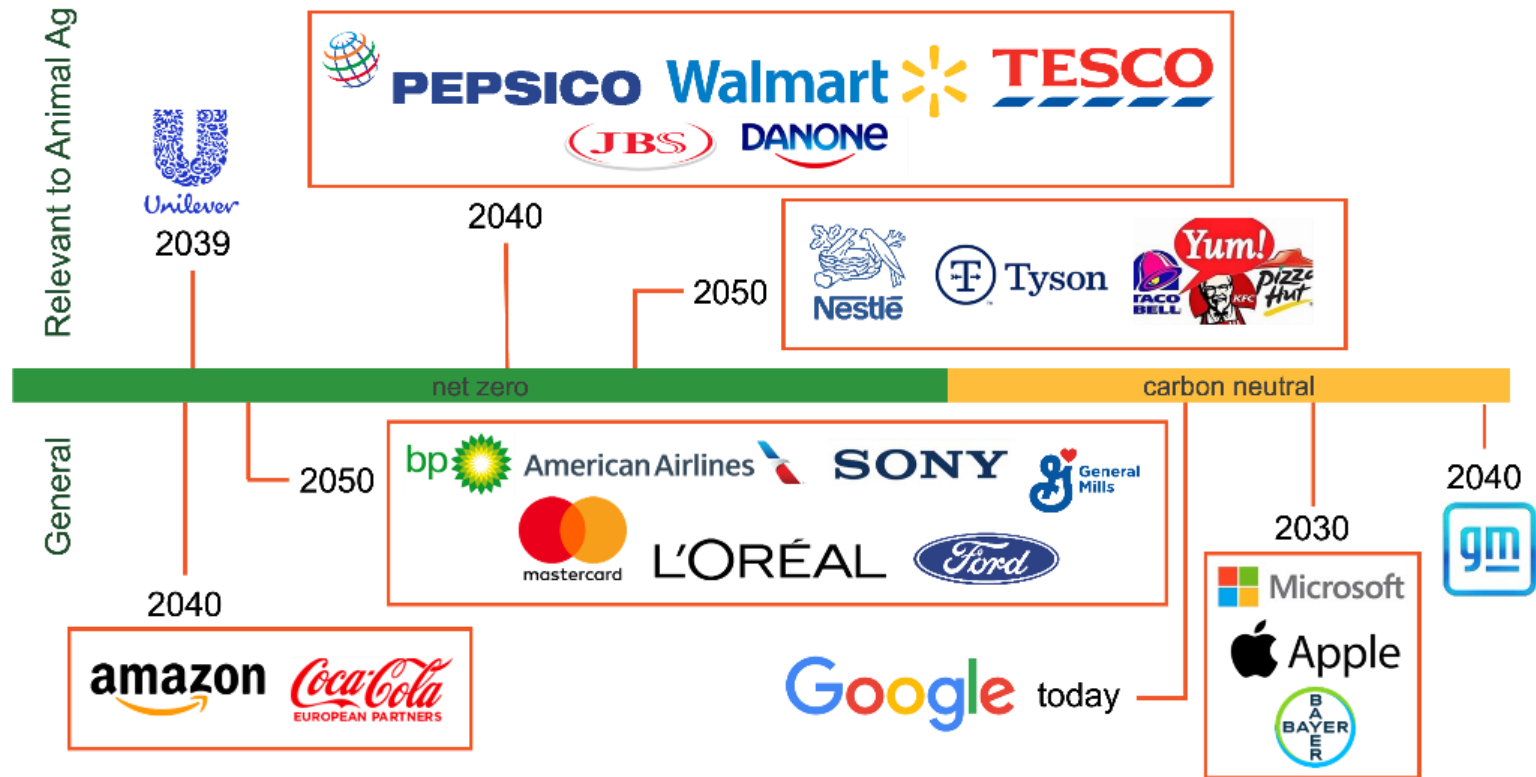 Relevant to Animal Ag
PEPSICO Walmart TESCO
JBS DANONE
Unilever
2039
2040
2050
Nestlé
Tyson
Yum!
TACO BELL
KFC
Pizza Hut
net zero
carbon neutral
General
2050
bp American Airlines SONY General Mills
mastercard L'ORÉAL Ford
2040
amazon Coca-Cola
EUROPEAN PARTNERS
Google today
2030
Microsoft
Apple
BAYER
BAYER
2040
gm